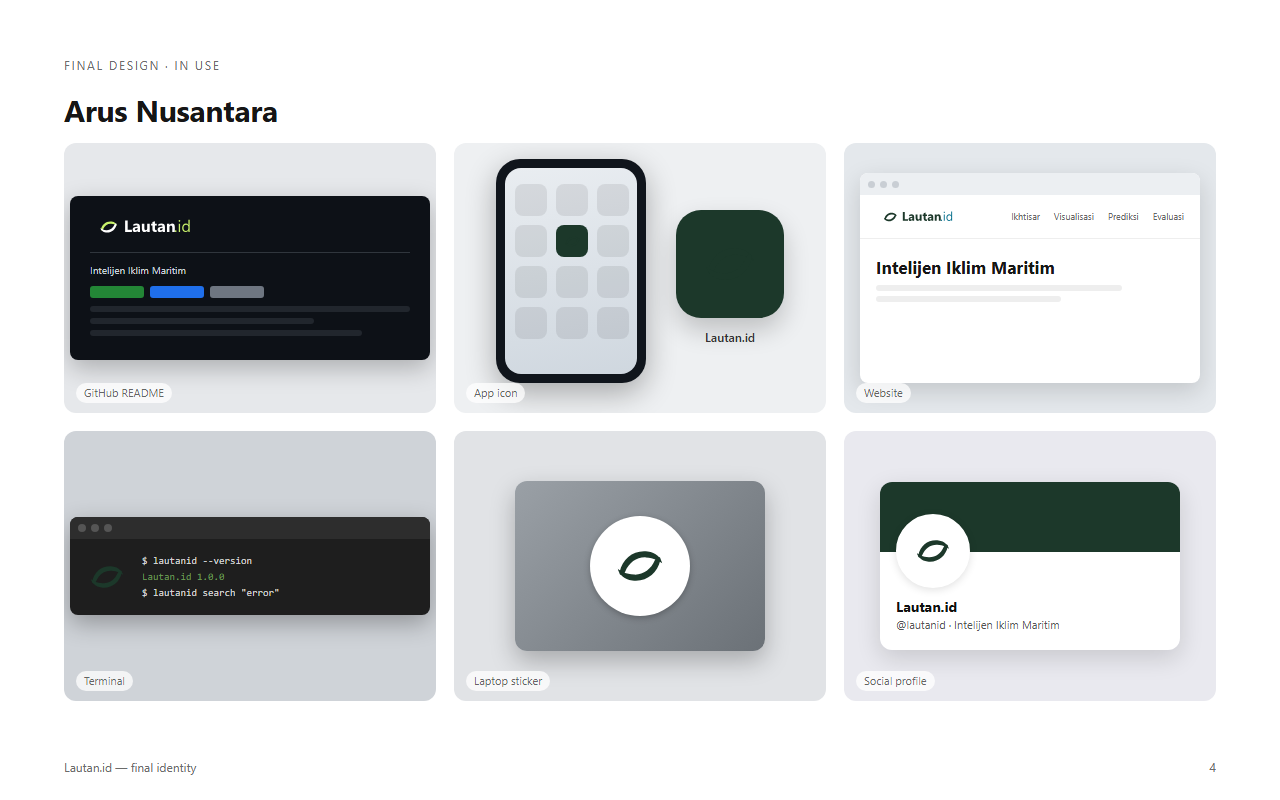 FINAL DESIGN · IN USE
Arus Nusantara
Lautan.id
Intelijen Iklim Maritim
GitHub README
Lautan.id
App icon
Lautan.id
Ikhtisar Visualisasi Prediksi Evaluasi
Intelijen Iklim Maritim
Website
$ lautanid --version
Lautan.id 1.0.0
$ lautanid search "error"
Terminal
Laptop sticker
Lautan.id
@lautanid · Intelijen Iklim Maritim
Social profile
Lautan.id — final identity
4